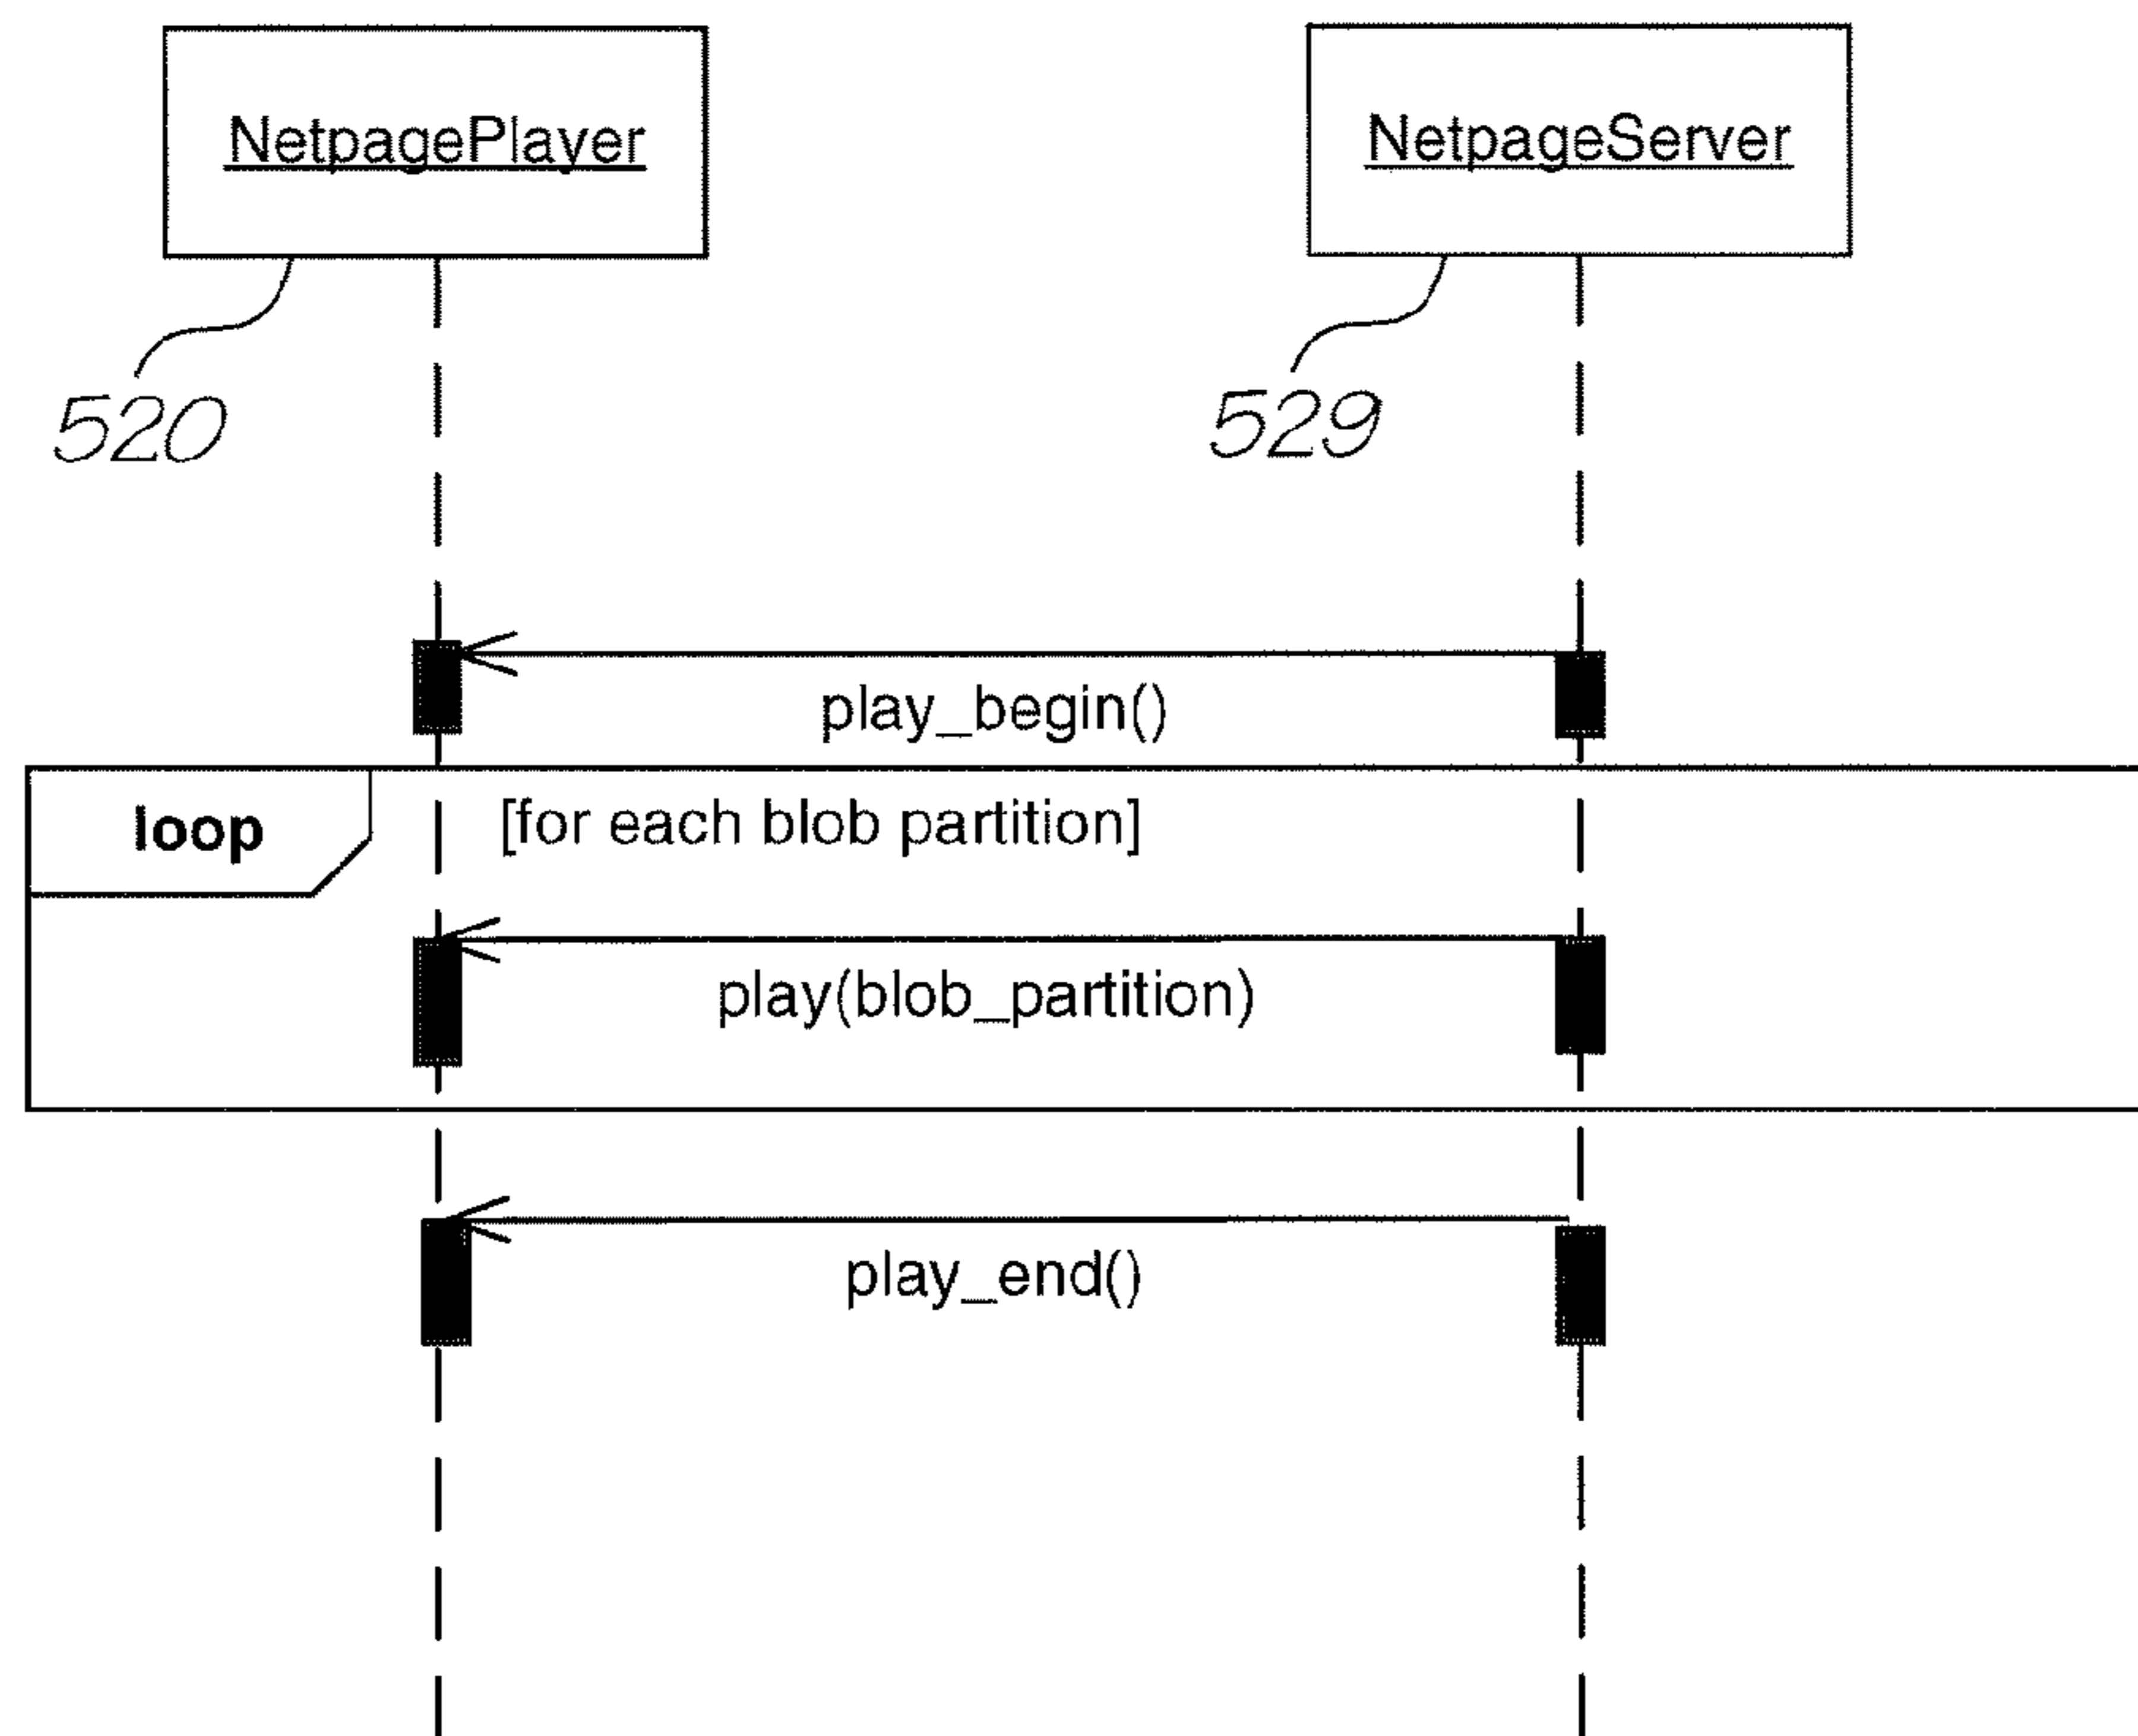 NetpagePlayer
NetpageServer
520
529
play_begin()
loop
[for each blob partition]
play(blob_partition)
play_end()